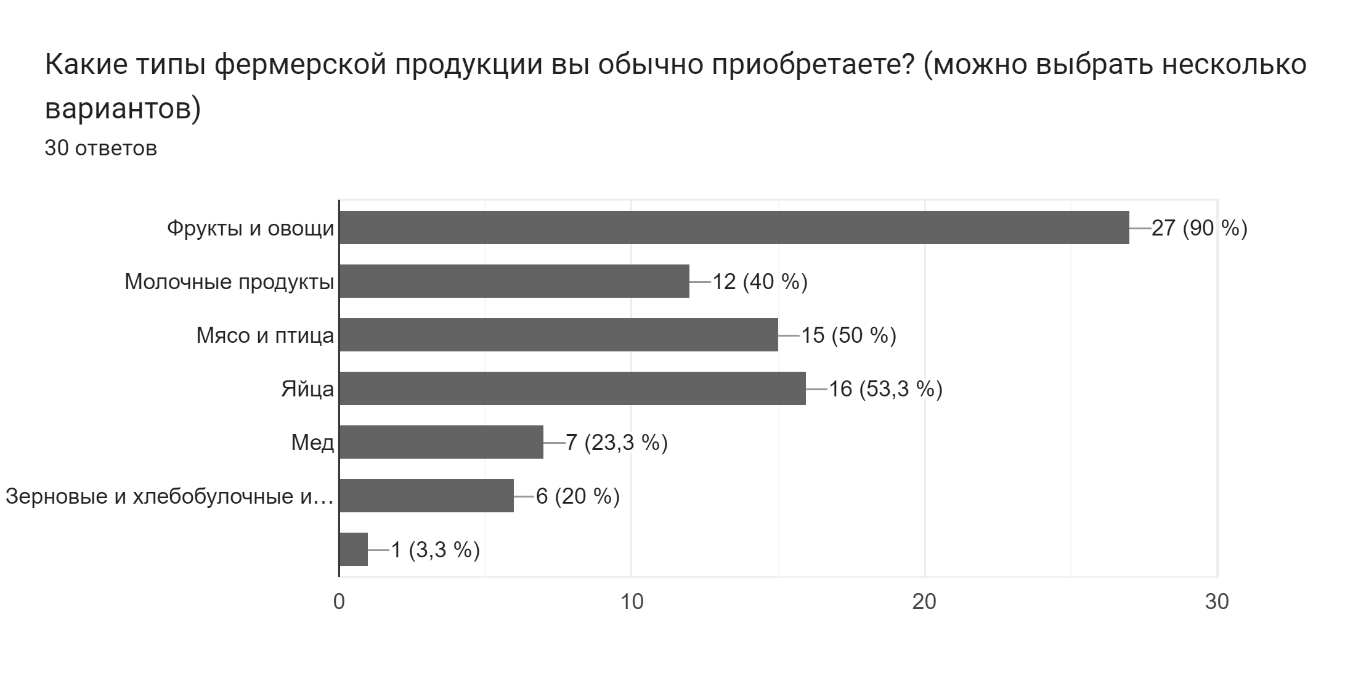 Какие типы фермерской продукции вы обычно приобретаете? (можно выбрать несколько
вариантов)
30 ответов
Фрукты и овощи 27 (90 %)
Молочные продукты 12 (40 %)
Мясо и птица 15 (50 %)
Яйца 16 (53,3 %)
Мед 7 (23,3 %)
Зерновые и хлебобулочные и… 6 (20 %)
1 (3,3 %)
0 10 20 30